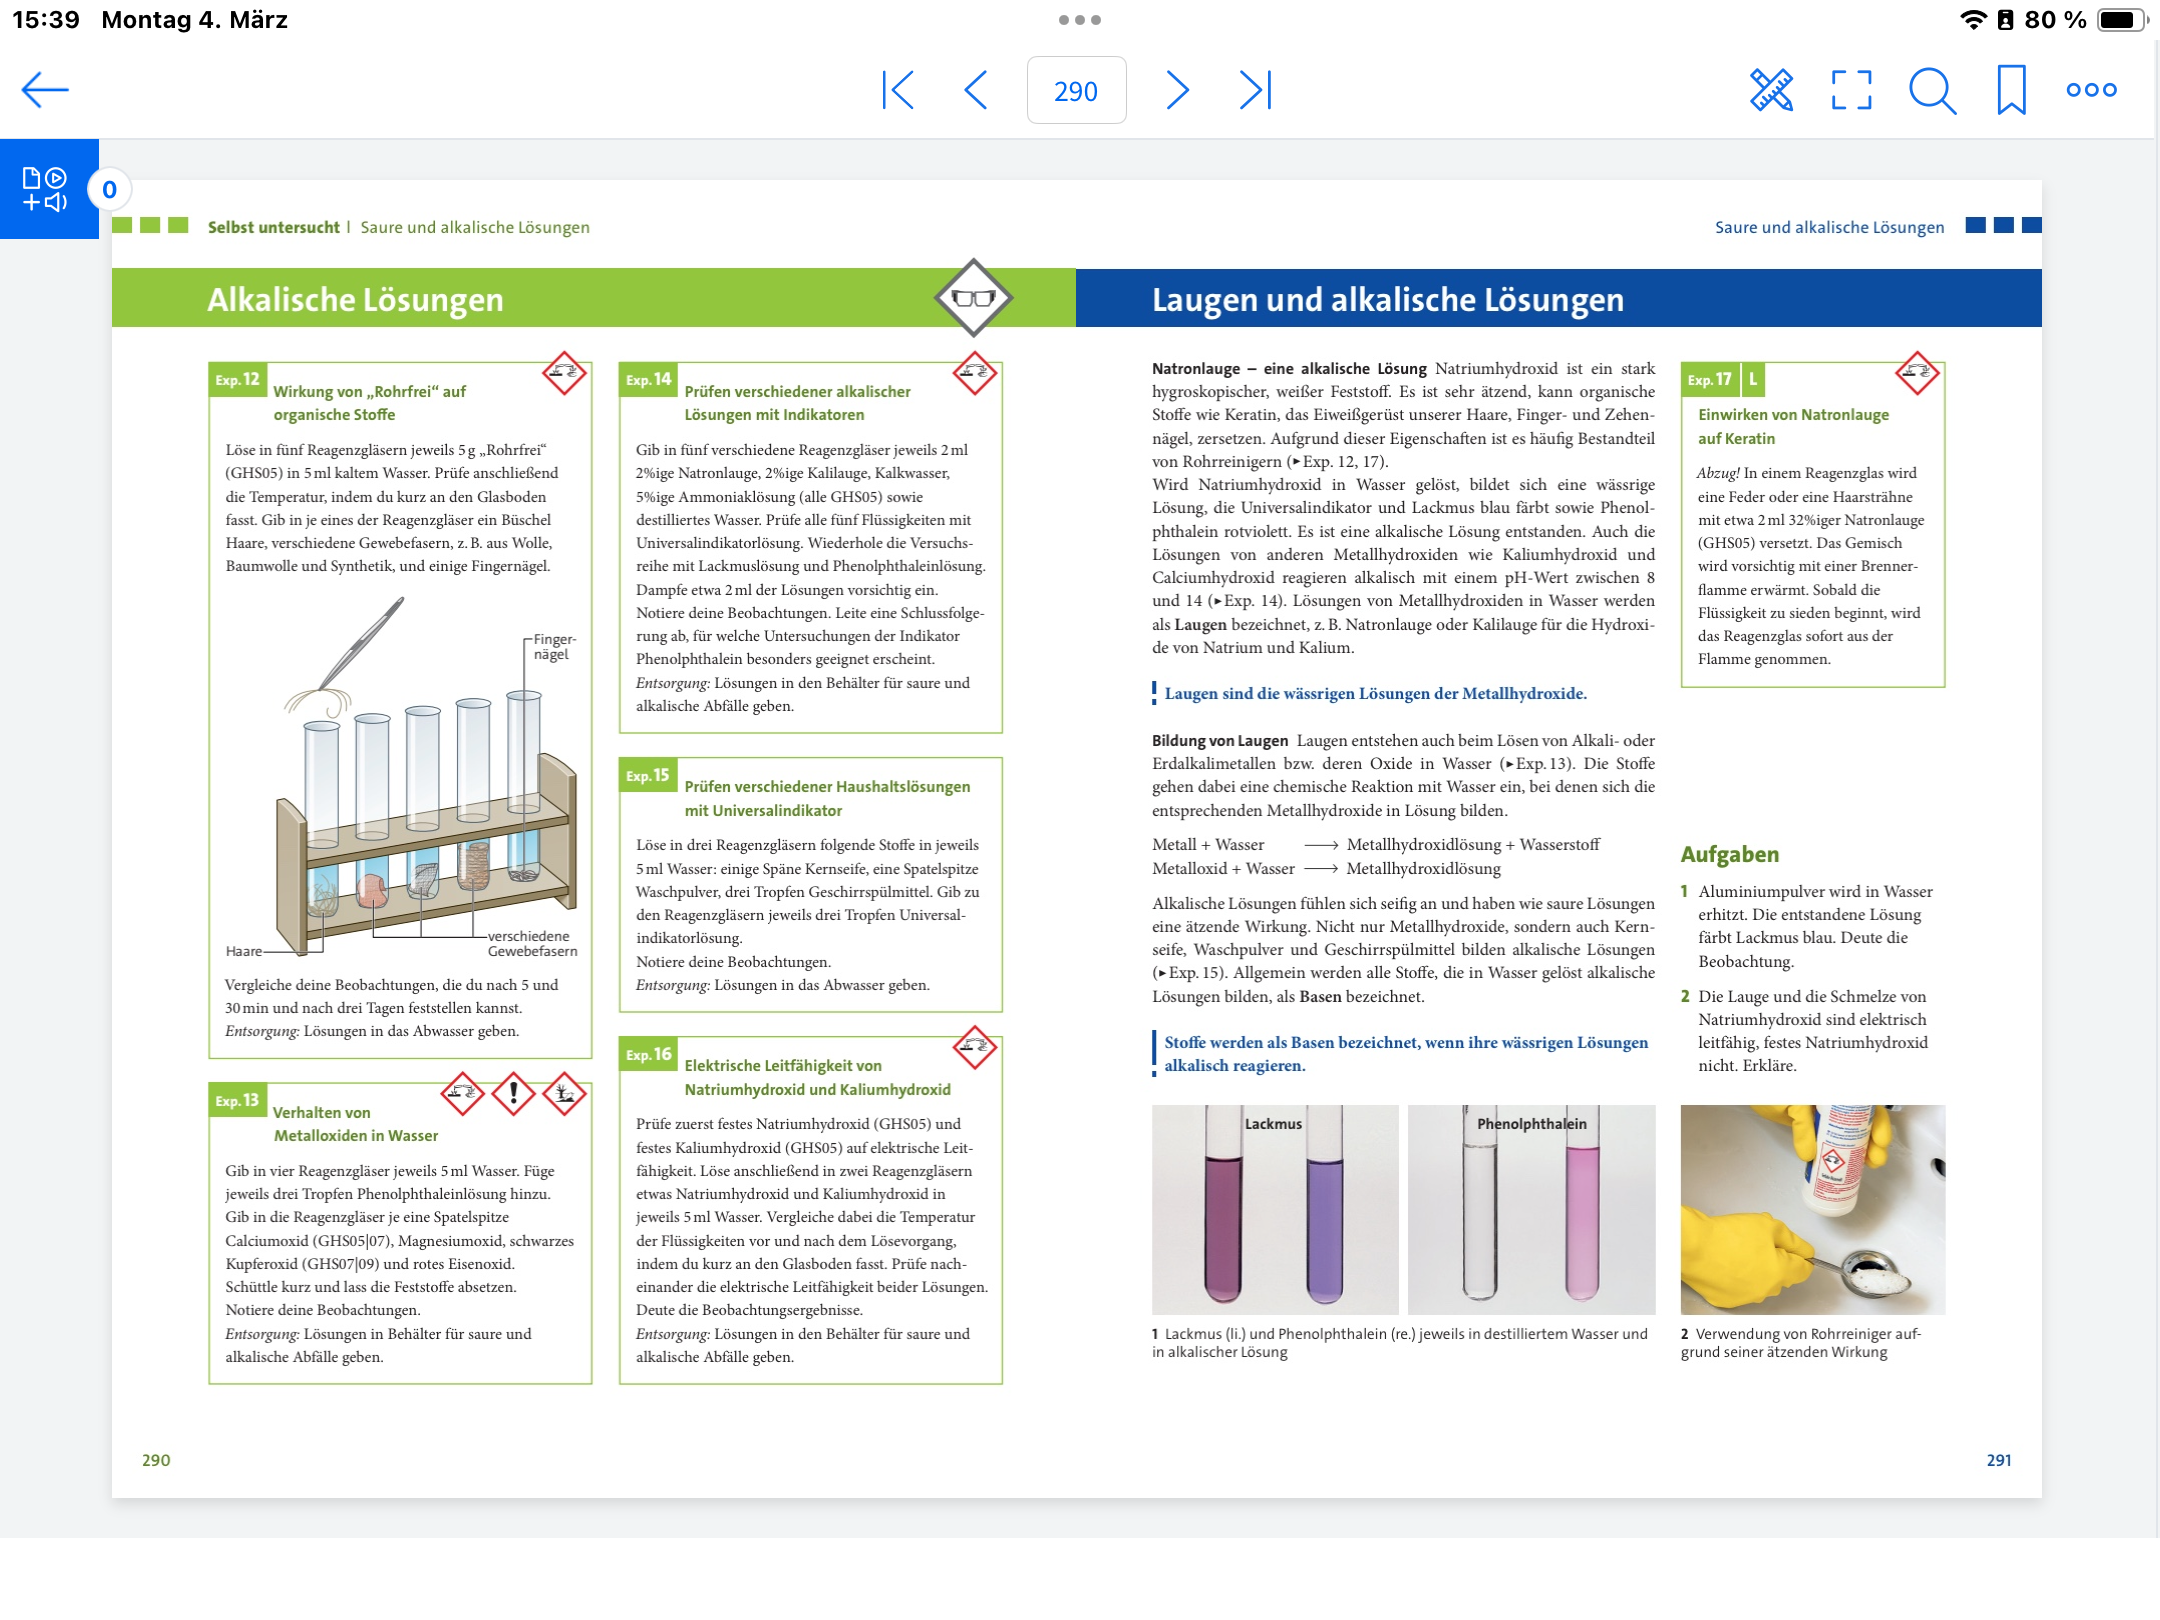 15:39 Montag 4. März
80 %
290
0
Selbst untersucht | Saure und alkalische Lösungen
Alkalische Lösungen
Exp. 12 Wirkung von „Rohrfrei“ auf
organische Stoffe
Löse in fünf Reagenzgläsern jeweils 5 g „Rohrfrei“
(GHS05) in 5 ml kaltem Wasser. Prüfe anschließend
die Temperatur, indem du kurz an den Glasboden
fasst. Gib in je eines der Reagenzgläser ein Büschel
Haare, verschiedene Gewebefasern, z. B. aus Wolle,
Baumwolle und Synthetik, und einige Fingernägel.
Finger-
nägel
Haare
verschiedene
Gewebefasern
Vergleiche deine Beobachtungen, die du nach 5 und
30 min und nach drei Tagen feststellen kannst.
Entsorgung: Lösungen in das Abwasser geben.
Exp. 13 Verhalten von
Metalloxiden in Wasser
Gib in vier Reagenzgläser jeweils 5 ml Wasser. Füge
jeweils drei Tropfen Phenolphthaleinlösung hinzu.
Gib in die Reagenzgläser je eine Spatelspitze
Calciumoxid (GHS05|07), Magnesiumoxid, schwarzes
Kupferoxid (GHS07|09) und rotes Eisenoxid.
Schüttle kurz und lass die Feststoffe absetzen.
Notiere deine Beobachtungen.
Entsorgung: Lösungen in Behälter für saure und
alkalische Abfälle geben.
Exp. 14 Prüfen verschiedener alkalischer
Lösungen mit Indikatoren
Gib in fünf verschiedene Reagenzgläser jeweils 2 ml
2%ige Natronlauge, 2%ige Kalilauge, Kalkwasser,
5%ige Ammoniaklösung (alle GHS05) sowie
destilliertes Wasser. Prüfe alle fünf Flüssigkeiten mit
Universalindikatorlösung. Wiederhole die Versuchs-
reihe mit Lackmuslösung und Phenolphthaleinlösung.
Dampfe etwa 2 ml der Lösungen vorsichtig ein.
Notiere deine Beobachtungen. Leite eine Schlussfolge-
rung ab, für welche Untersuchungen der Indikator
Phenolphthalein besonders geeignet erscheint.
Entsorgung: Lösungen in den Behälter für saure und
alkalische Abfälle geben.
Exp. 15 Prüfen verschiedener Haushaltslösungen
mit Universalindikator
Löse in drei Reagenzgläsern folgende Stoffe in jeweils
5 ml Wasser: einige Späne Kernseife, eine Spatelspitze
Waschpulver, drei Tropfen Geschirrspülmittel. Gib zu
den Reagenzgläsern jeweils drei Tropfen Universal-
indikatorlösung.
Notiere deine Beobachtungen.
Entsorgung: Lösungen in das Abwasser geben.
Exp. 16 Elektrische Leitfähigkeit von
Natriumhydroxid und Kaliumhydroxid
Prüfe zuerst festes Natriumhydroxid (GHS05) und
festes Kaliumhydroxid (GHS05) auf elektrische Leit-
fähigkeit. Löse anschließend in zwei Reagenzgläsern
etwas Natriumhydroxid und Kaliumhydroxid in
jeweils 5 ml Wasser. Vergleiche dabei die Temperatur
der Flüssigkeiten vor und nach dem Lösevorgang,
indem du kurz an den Glasboden fasst. Prüfe nach-
einander die elektrische Leitfähigkeit beider Lösungen.
Deute die Beobachtungsergebnisse.
Entsorgung: Lösungen in den Behälter für saure und
alkalische Abfälle geben.
290
Saure und alkalische Lösungen
Laugen und alkalische Lösungen
Natronlauge – eine alkalische Lösung Natriumhydroxid ist ein stark
hygroskopischer, weißer Feststoff. Es ist sehr ätzend, kann organische
Stoffe wie Keratin, das Eiweißgerüst unserer Haare, Finger- und Zehen-
nägel, zersetzen. Aufgrund dieser Eigenschaften ist es häufig Bestandteil
von Rohrreinigern (▸Exp. 12, 17).
Wird Natriumhydroxid in Wasser gelöst, bildet sich eine wässrige
Lösung, die Universalindikator und Lackmus blau färbt sowie Phenol-
phthalein rotviolett. Es ist eine alkalische Lösung entstanden. Auch die
Lösungen von anderen Metallhydroxiden wie Kaliumhydroxid und
Calciumhydroxid reagieren alkalisch mit einem pH-Wert zwischen 8
und 14 (▸Exp. 14). Lösungen von Metallhydroxiden in Wasser werden
als Laugen bezeichnet, z. B. Natronlauge oder Kalilauge für die Hydroxi-
de von Natrium und Kalium.
Laugen sind die wässrigen Lösungen der Metallhydroxide.
Bildung von Laugen Laugen entstehen auch beim Lösen von Alkali- oder
Erdalkalimetallen bzw. deren Oxide in Wasser (▸Exp. 13). Die Stoffe
gehen dabei eine chemische Reaktion mit Wasser ein, bei denen sich die
entsprechenden Metallhydroxide in Lösung bilden.
Metall + Wasser ⟶ Metallhydroxidlösung + Wasserstoff
Metalloxid + Wasser ⟶ Metallhydroxidlösung
Alkalische Lösungen fühlen sich seifig an und haben wie saure Lösungen
eine ätzende Wirkung. Nicht nur Metallhydroxide, sondern auch Kern-
seife, Waschpulver und Geschirrspülmittel bilden alkalische Lösungen
(▸Exp. 15). Allgemein werden alle Stoffe, die in Wasser gelöst alkalische
Lösungen bilden, als Basen bezeichnet.
Stoffe werden als Basen bezeichnet, wenn ihre wässrigen Lösungen
alkalisch reagieren.
Lackmus
Phenolphthalein
1 Lackmus (li.) und Phenolphthalein (re.) jeweils in destilliertem Wasser und
in alkalischer Lösung
Exp. 17 L
Einwirken von Natronlauge
auf Keratin
Abzug! In einem Reagenzglas wird
eine Feder oder eine Haarsträhne
mit etwa 2 ml 32%iger Natronlauge
(GHS05) versetzt. Das Gemisch
wird vorsichtig mit einer Brenner-
flamme erwärmt. Sobald die
Flüssigkeit zu sieden beginnt, wird
das Reagenzglas sofort aus der
Flamme genommen.
Aufgaben
1 Aluminiumpulver wird in Wasser
erhitzt. Die entstandene Lösung
färbt Lackmus blau. Deute die
Beobachtung.
2 Die Lauge und die Schmelze von
Natriumhydroxid sind elektrisch
leitfähig, festes Natriumhydroxid
nicht. Erkläre.
2 Verwendung von Rohrreiniger auf-
grund seiner ätzenden Wirkung
291